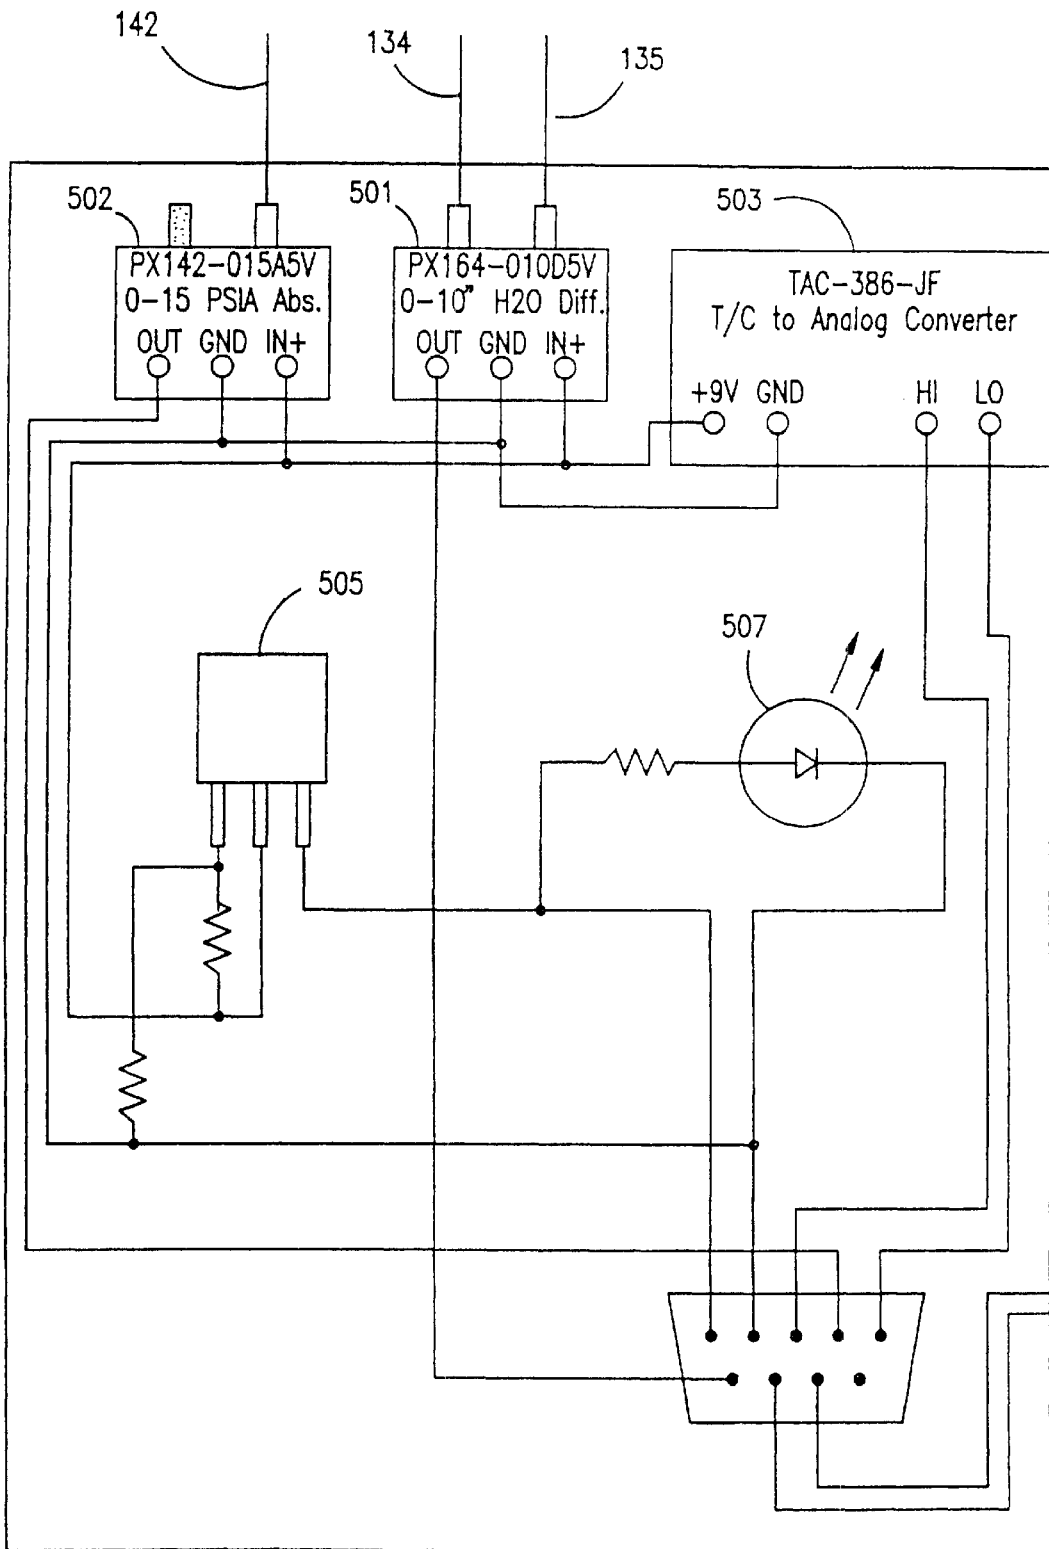 142
134
135
502
501
503
PX142-015A5V
0-15 PSIA Abs.
OUT GND IN+
PX164-010D5V
0-10" H2O Diff.
OUT GND IN+
TAC-386-JF
T/C to Analog Converter
+9V GND HI LO
505
507